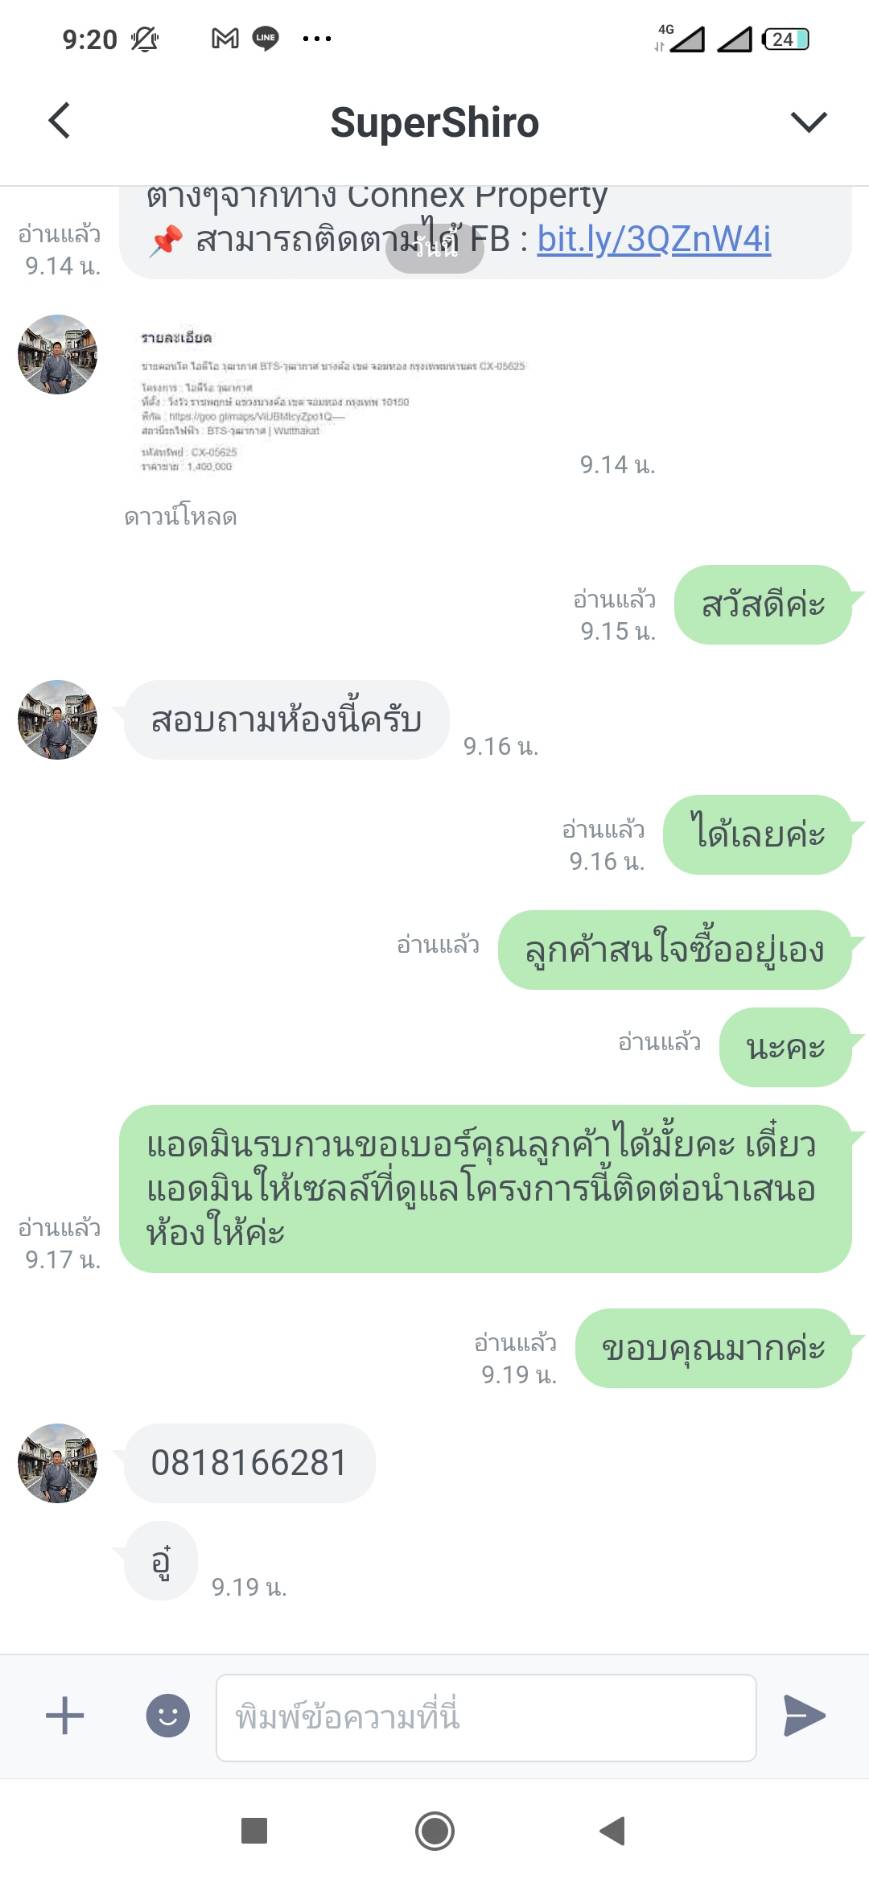 9:20
LINE
4G
24
SuperShiro
ต่างๆจากทาง Connex Property
📌 สามารถติดตามได้ FB : bit.ly/3QZnW4i
วันนี้
อ่านแล้ว
9.14 น.
รายละเอียด
ขายคอนโด ไอดีโอ วุฒากาศ BTS-วุฒากาศ บางค้อ เขต จอมทอง กรุงเทพมหานคร CX-05625
โครงการ : ไอดีโอ วุฒากาศ
ที่ตั้ง : ราชพฤกษ์ แขวงบางค้อ เขต จอมทอง กรุงเทพ 10150
สถานีรถไฟฟ้า : BTS-วุฒากาศ | Wutthakat
รหัสทรัพย์ : CX-05625
ราคาขาย : 1,400,000
9.14 น.
ดาวน์โหลด
สวัสดีค่ะ
อ่านแล้ว
9.15 น.
สอบถามห้องนี้ครับ
9.16 น.
ได้เลยค่ะ
อ่านแล้ว
9.16 น.
ลูกค้าสนใจซื้ออยู่เอง
อ่านแล้ว
นะคะ
อ่านแล้ว
แอดมินรบกวนขอเบอร์คุณลูกค้าได้มั้ยคะ เดี๋ยว
แอดมินให้เซลล์ที่ดูแลโครงการนี้ติดต่อนำเสนอ
ห้องให้ค่ะ
อ่านแล้ว
9.17 น.
ขอบคุณมากค่ะ
อ่านแล้ว
9.19 น.
0818166281
อู๋
9.19 น.
พิมพ์ข้อความที่นี่